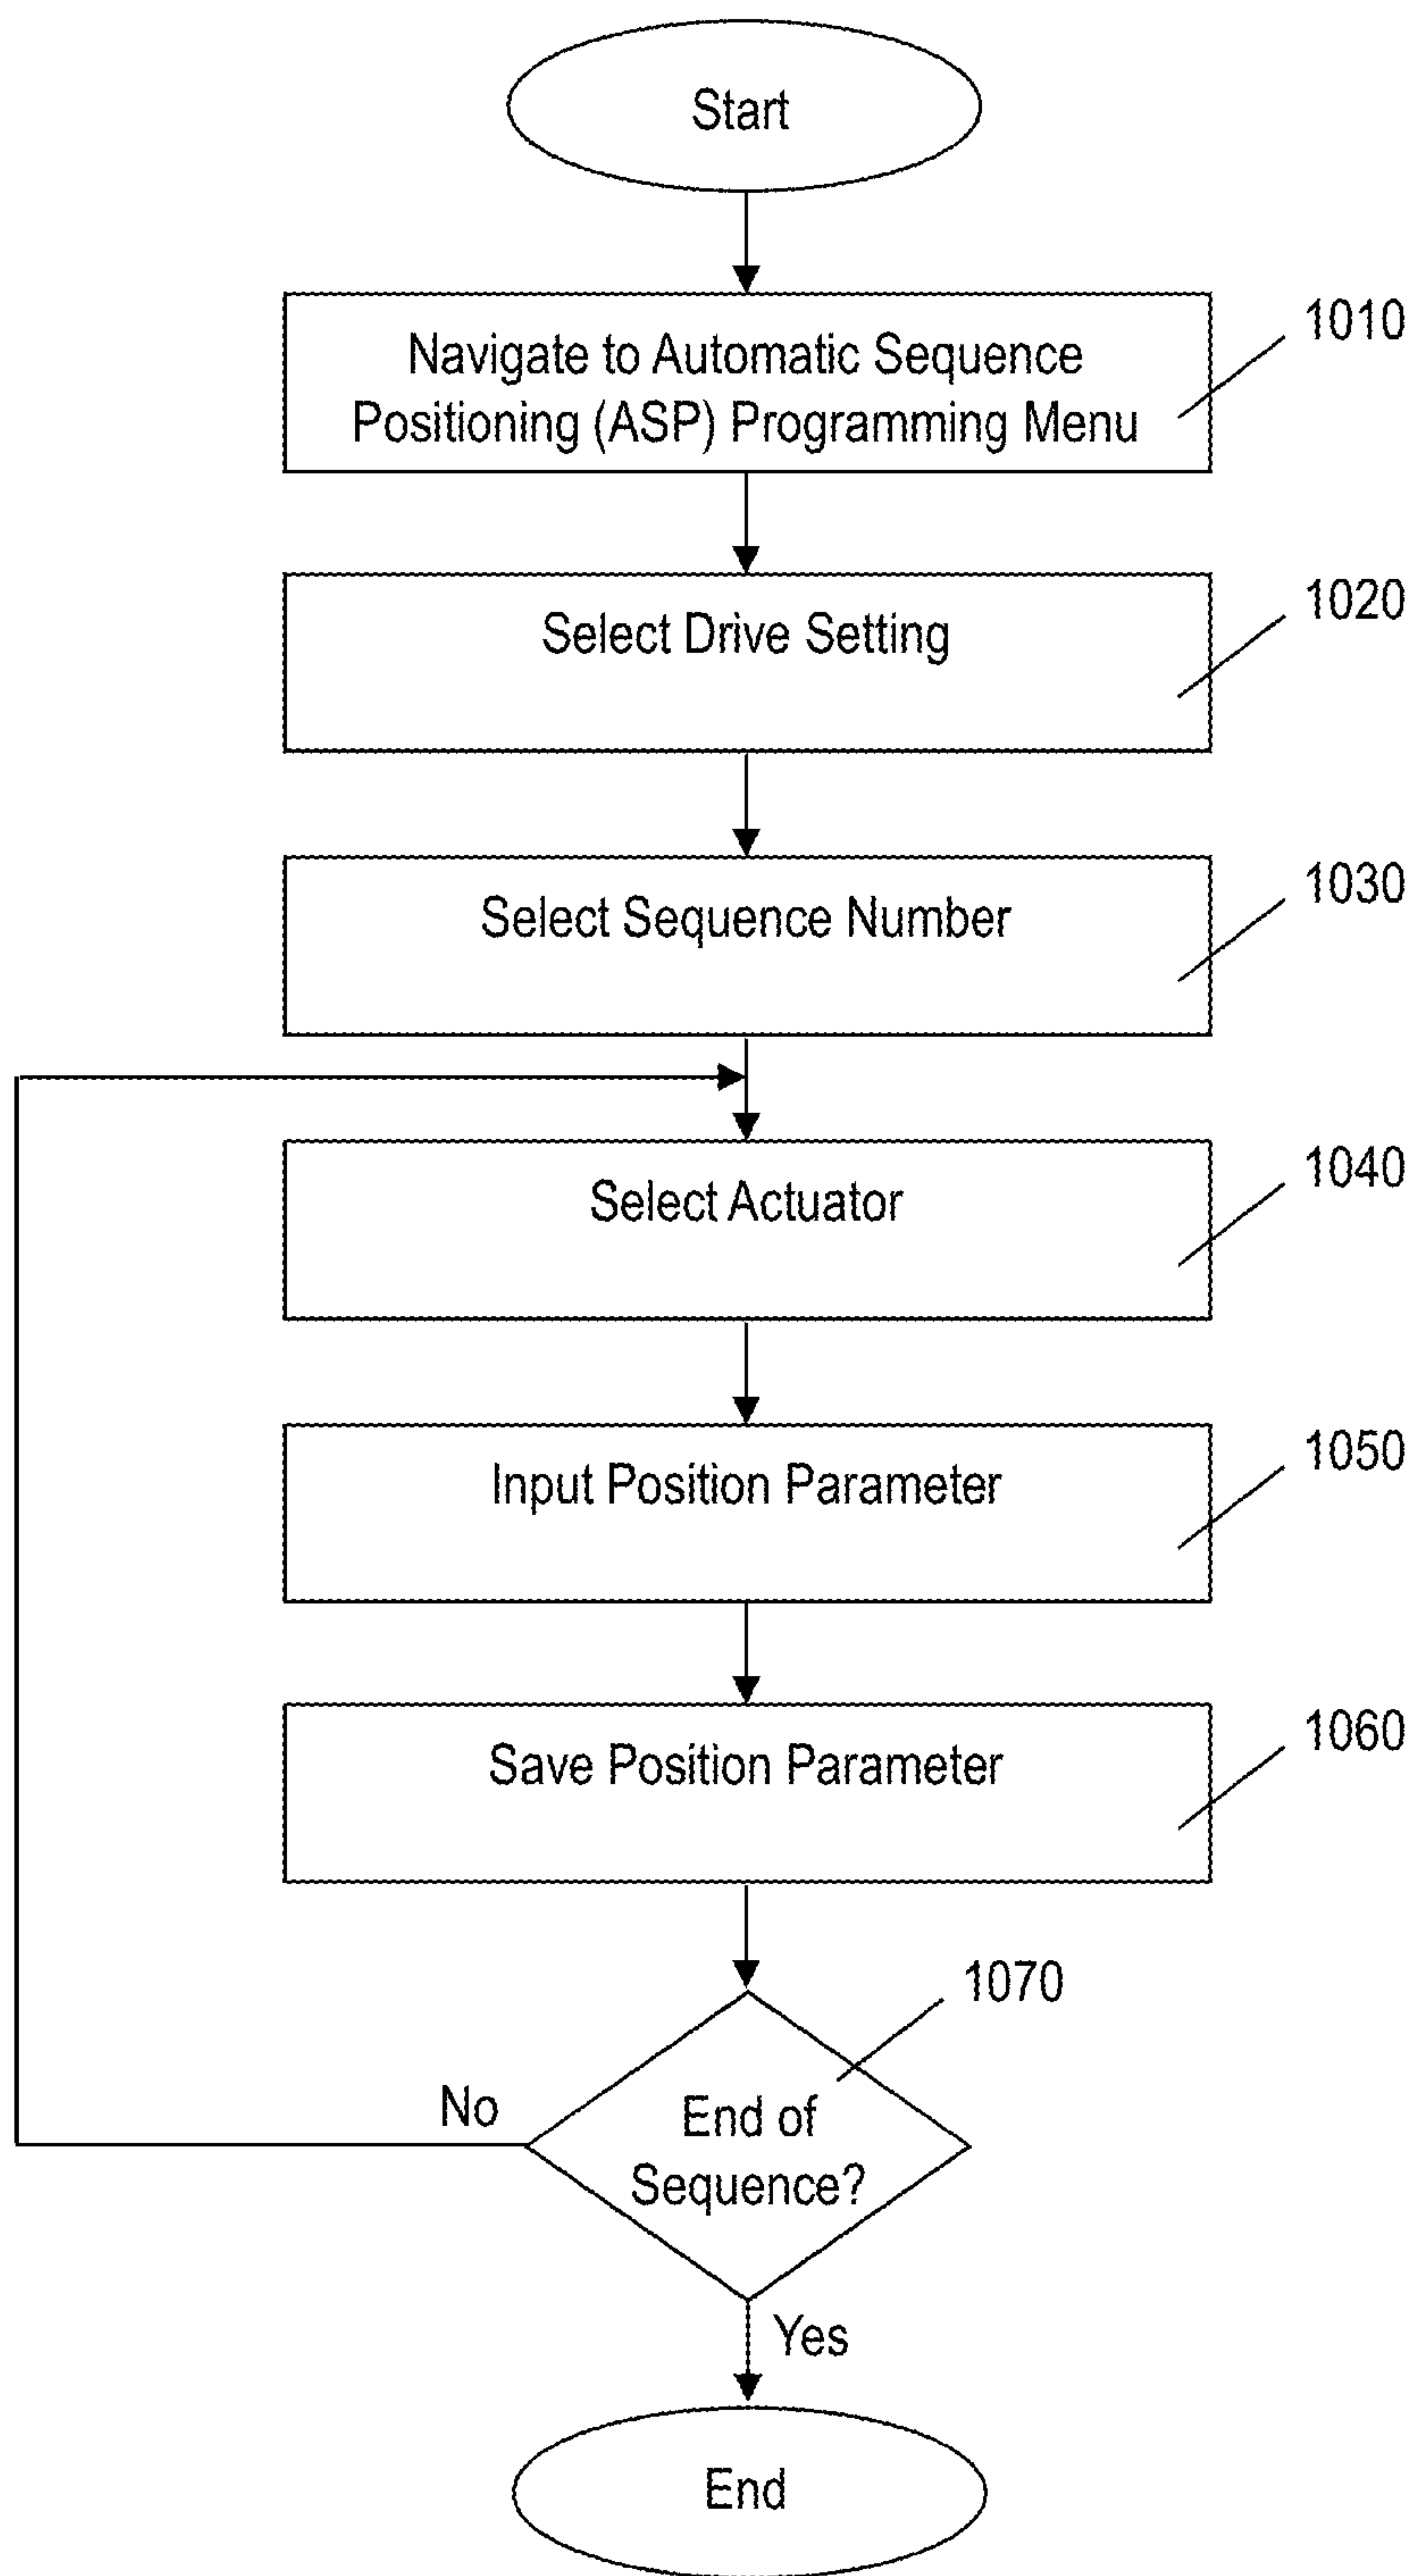 Start
Navigate to Automatic Sequence
Positioning (ASP) Programming Menu
1010
Select Drive Setting
1020
Select Sequence Number
1030
Select Actuator
1040
Input Position Parameter
1050
Save Position Parameter
1060
1070
End of
Sequence?
No
Yes
End